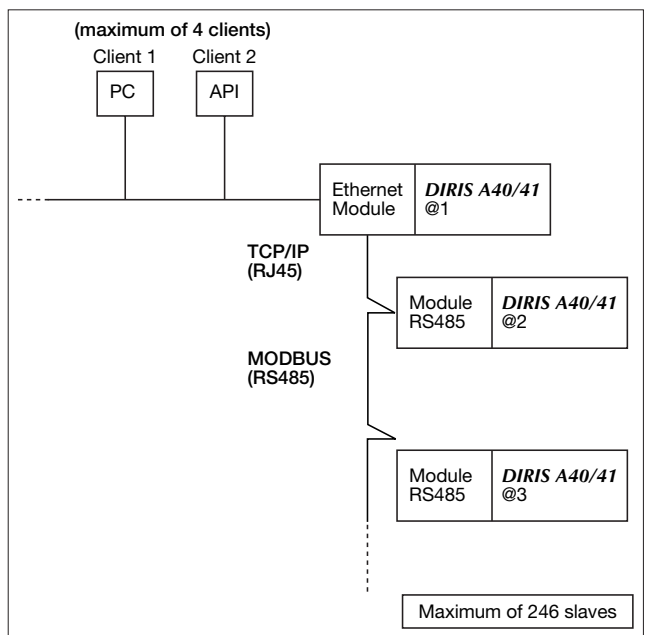 (maximum of 4 clients)
Client 1
Client 2
PC
API
Ethernet
Module
DIRIS A40/41
@1
TCP/IP
(RJ45)
Module
RS485
DIRIS A40/41
@2
MODBUS
(RS485)
Module
RS485
DIRIS A40/41
@3
Maximum of 246 slaves